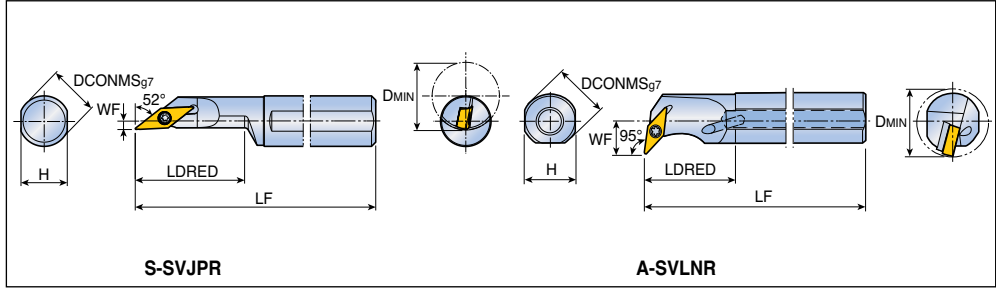 DCONMSg7
WF
52°
H
LDRED
LF
DMIN
S-SVJPR
DCONMSg7
WF
95°
H
LDRED
LF
DMIN
A-SVLNR